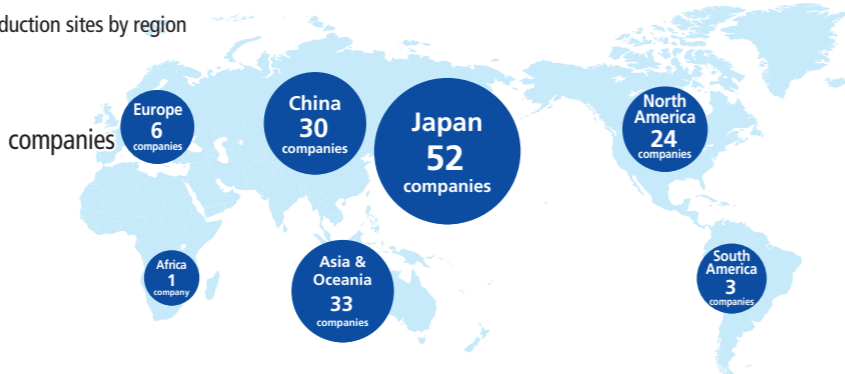 duction sites by region
companies
Europe
6
companies
China
30
companies
Japan
52
companies
North
America
24
companies
Africa
1
company
Asia &
Oceania
33
companies
South
America
3
companies